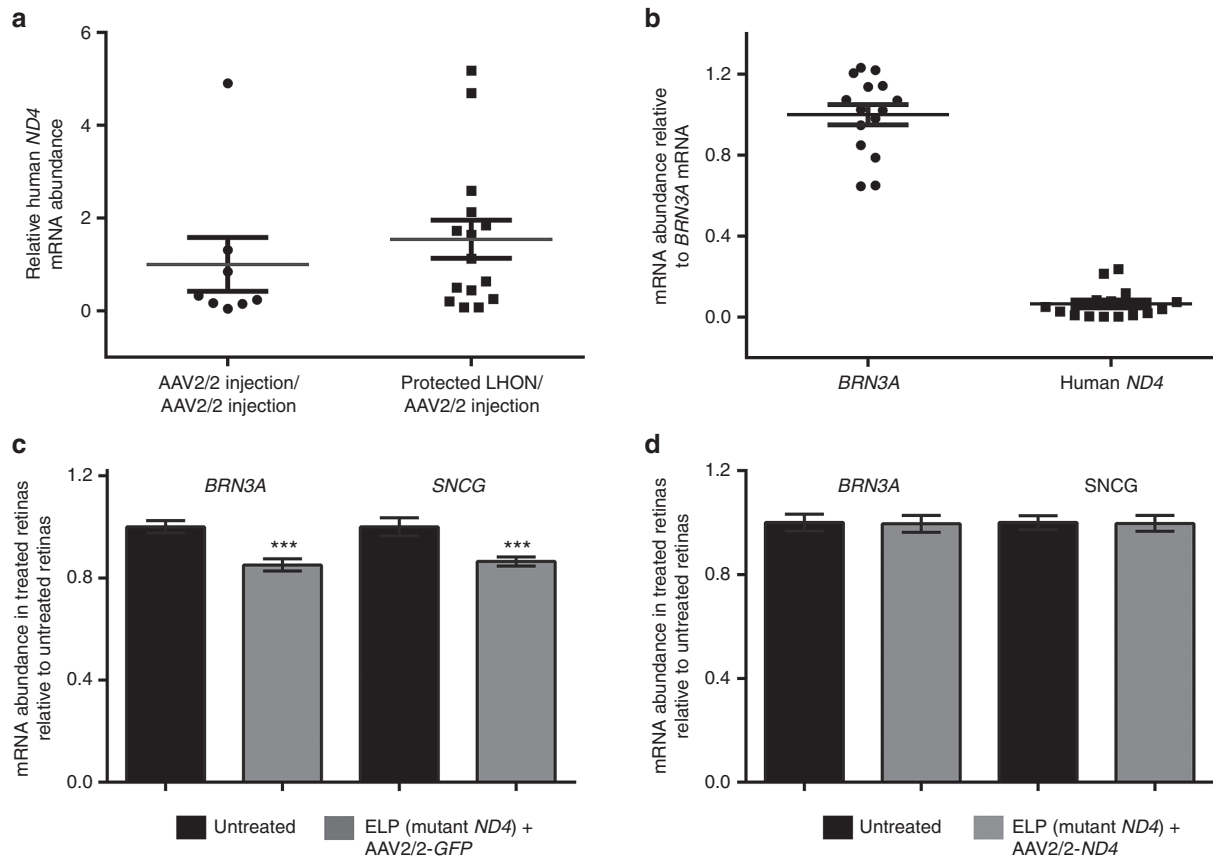 a
Relative human ND4
mRNA abundance
6
4
2
0
AAV2/2 injection/
AAV2/2 injection
Protected LHON/
AAV2/2 injection
b
mRNA abundance relative
to BRN3A mRNA
1.2
0.8
0.4
0.0
BRN3A
Human ND4
c
mRNA abundance in treated retinas
relative to untreated retinas
1.2
0.8
0.4
0.0
BRN3A
SNCG
***
***
Untreated
ELP (mutant ND4) +
AAV2/2-GFP
d
mRNA abundance in treated retinas
relative to untreated retinas
1.2
0.8
0.4
0.0
BRN3A
SNCG
Untreated
ELP (mutant ND4) +
AAV2/2-ND4